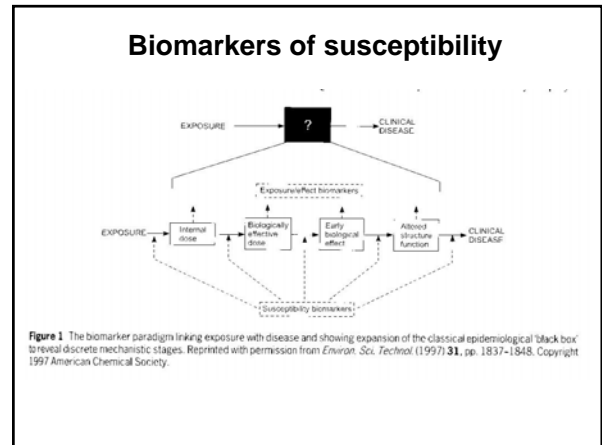 Biomarkers of susceptibility
EXPOSURE
?
CLINICAL
DISEASE
Exposure/effect biomarkers
EXPOSURE
Internal
dose
Biologically
effective
dose
Early
biological
effect
Altered
structure
function
CLINICAL
DISEASE
Susceptibility biomarkers
Figure 1 The biomarker paradigm linking exposure with disease and showing expansion of the classical epidemiological 'black box'
to reveal discrete mechanistic stages. Reprinted with permission from Environ. Sci. Technol. (1997) 31, pp. 1837–1848. Copyright
1997 American Chemical Society.